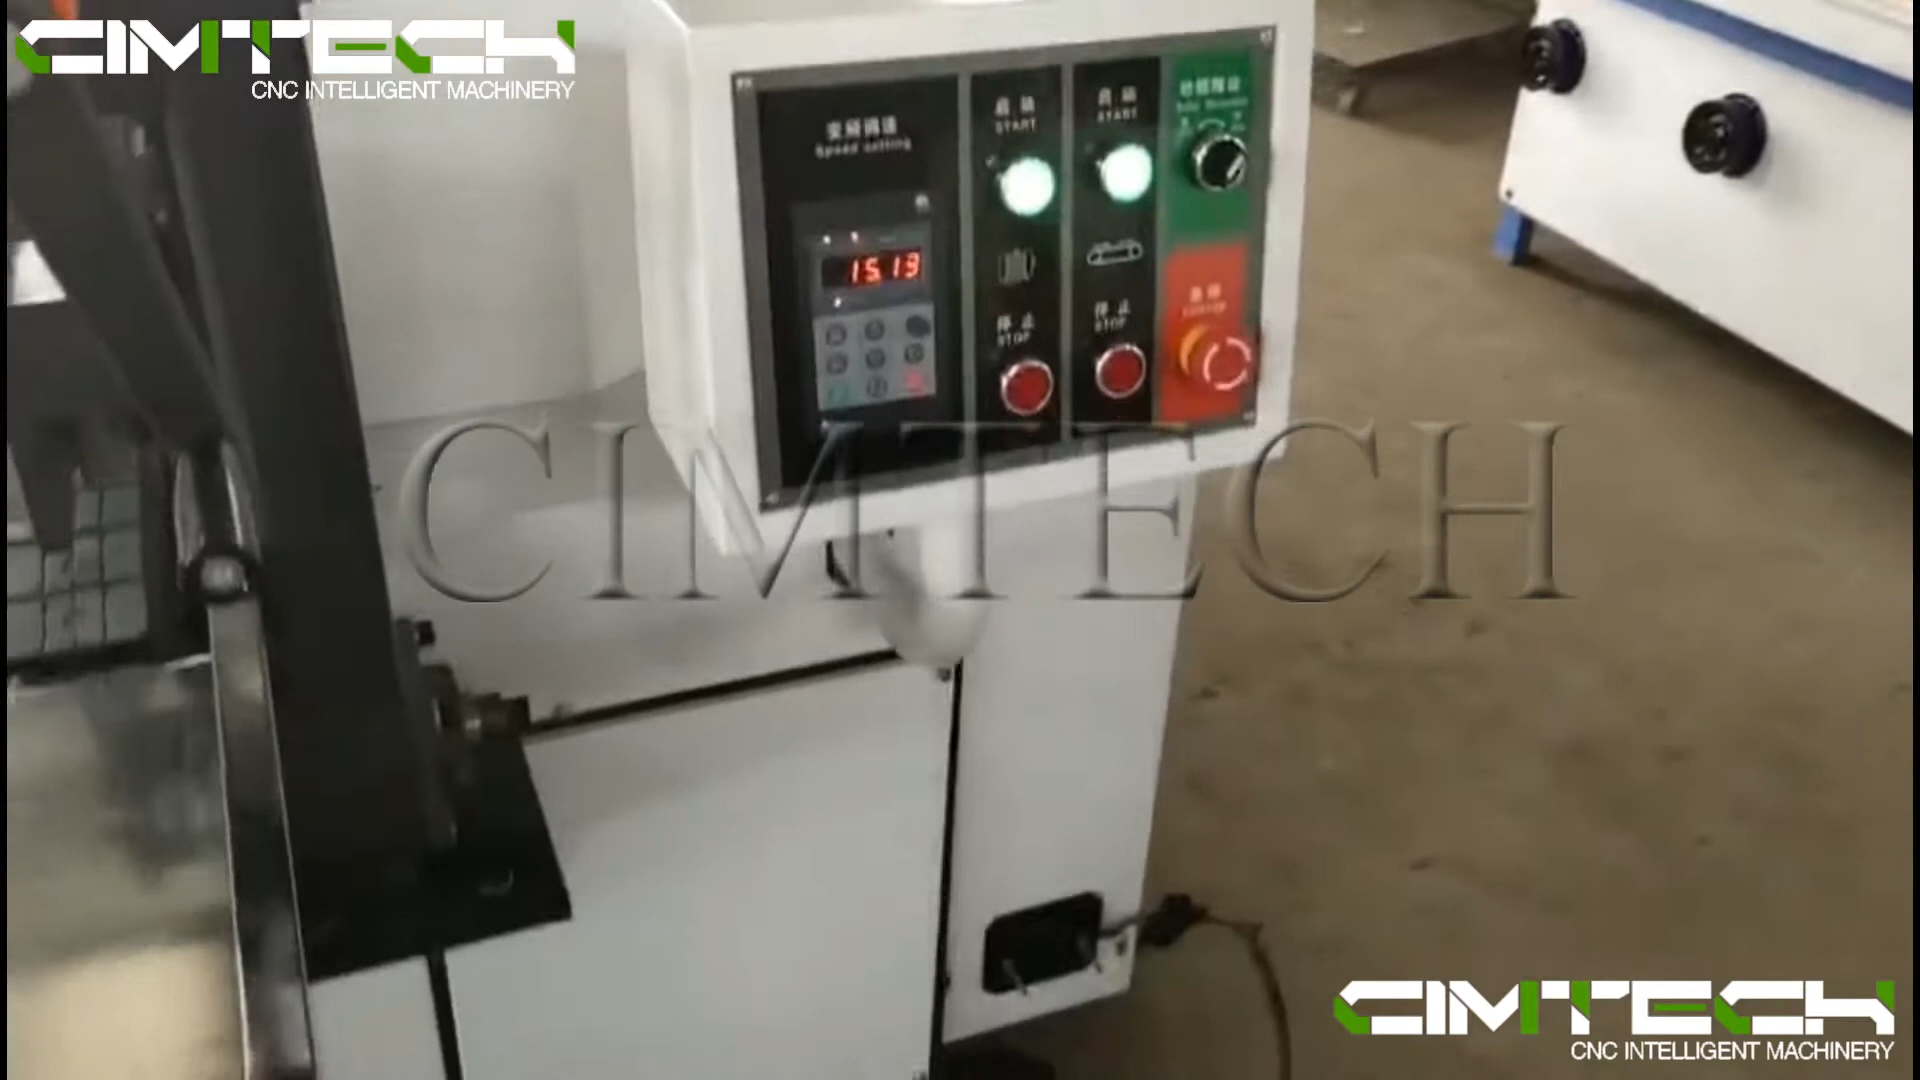 CIMTECH
CNC INTELLIGENT MACHINERY
变频调速
Speed setting
15.13
启 动
START
停 止
STOP
启 动
START
停 止
STOP
CIMTECH
CIMTECH
CNC INTELLIGENT MACHINERY